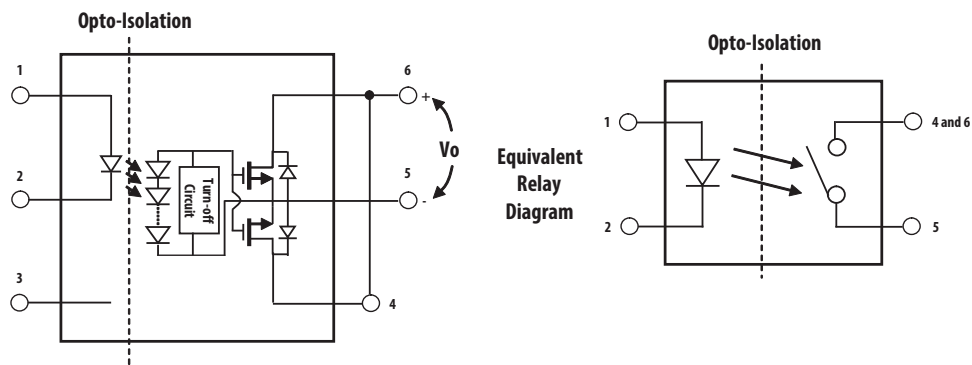 Opto-Isolation
1
2
3
Turn-off
Circuit
6
+
Vo
5
-
4
Equivalent
Relay
Diagram
Opto-Isolation
1
2
4 and 6
5